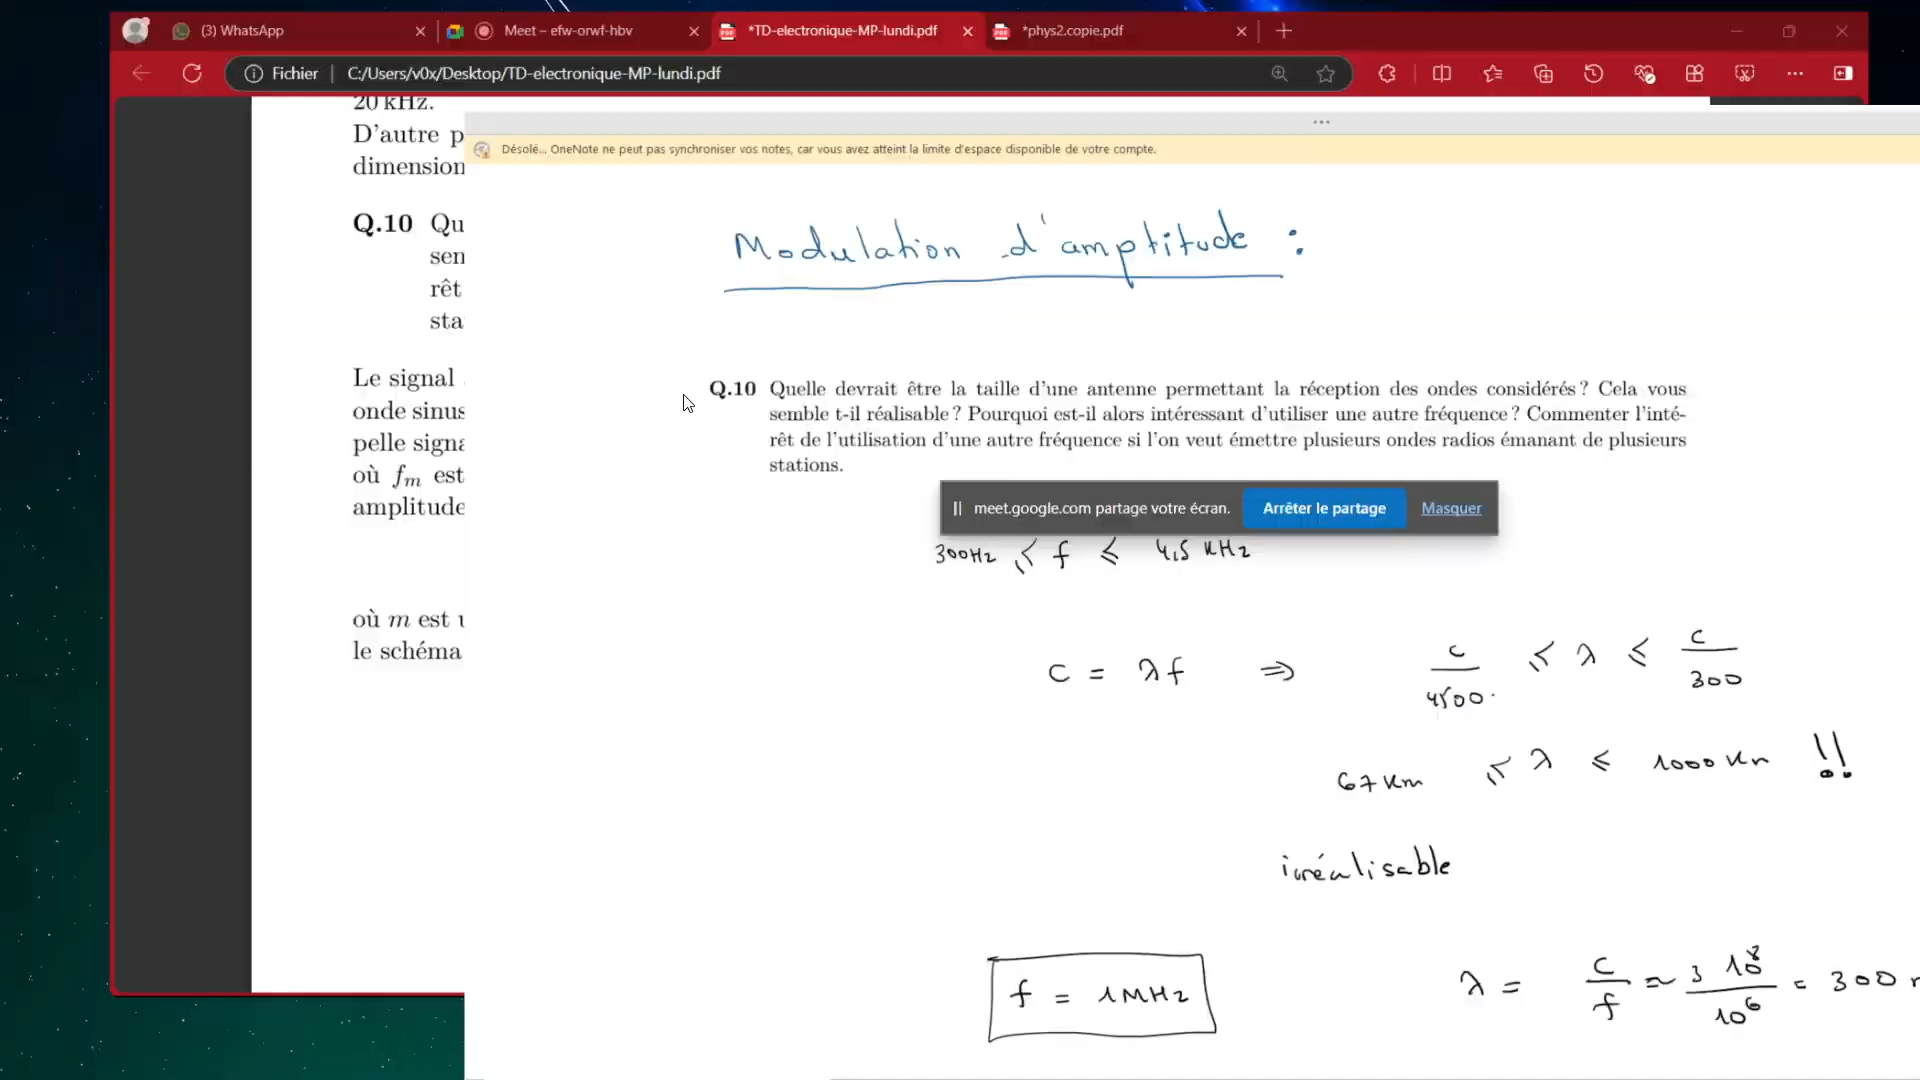 (3) WhatsApp
Meet – efw-orwf-hbv
*TD-electronique-MP-lundi.pdf
*phys2.copie.pdf
Fichier
C:/Users/v0x/Desktop/TD-electronique-MP-lundi.pdf
20 kHz.
D'autre p
dimension
Q.10 Qu
sen
rêt
sta
Le signal
onde sinus
pelle signa
où fm est
amplitude
où m est
le schéma
Désolé... OneNote ne peut pas synchroniser vos notes, car vous avez atteint la limite d'espace disponible de votre compte.
Modulation d'amptitude :
Q.10 Quelle devrait être la taille d'une antenne permettant la réception des ondes considérés ? Cela vous
semble t-il réalisable ? Pourquoi est-il alors intéressant d'utiliser une autre fréquence ? Commenter l'inté-
rêt de l'utilisation d'une autre fréquence si l'on veut émettre plusieurs ondes radios émanant de plusieurs
stations.
meet.google.com partage votre écran.
Arrêter le partage
Masquer
300Hz ≤ f ≤ 4,5 KHz
C = λf ⇒ c/4500 ≤ λ ≤ c/300
67 Km ≤ λ ≤ 1000 Km !!
irréalisable
f = 1MHz
λ = c/f ≃ 3 10⁸/10⁶ = 300